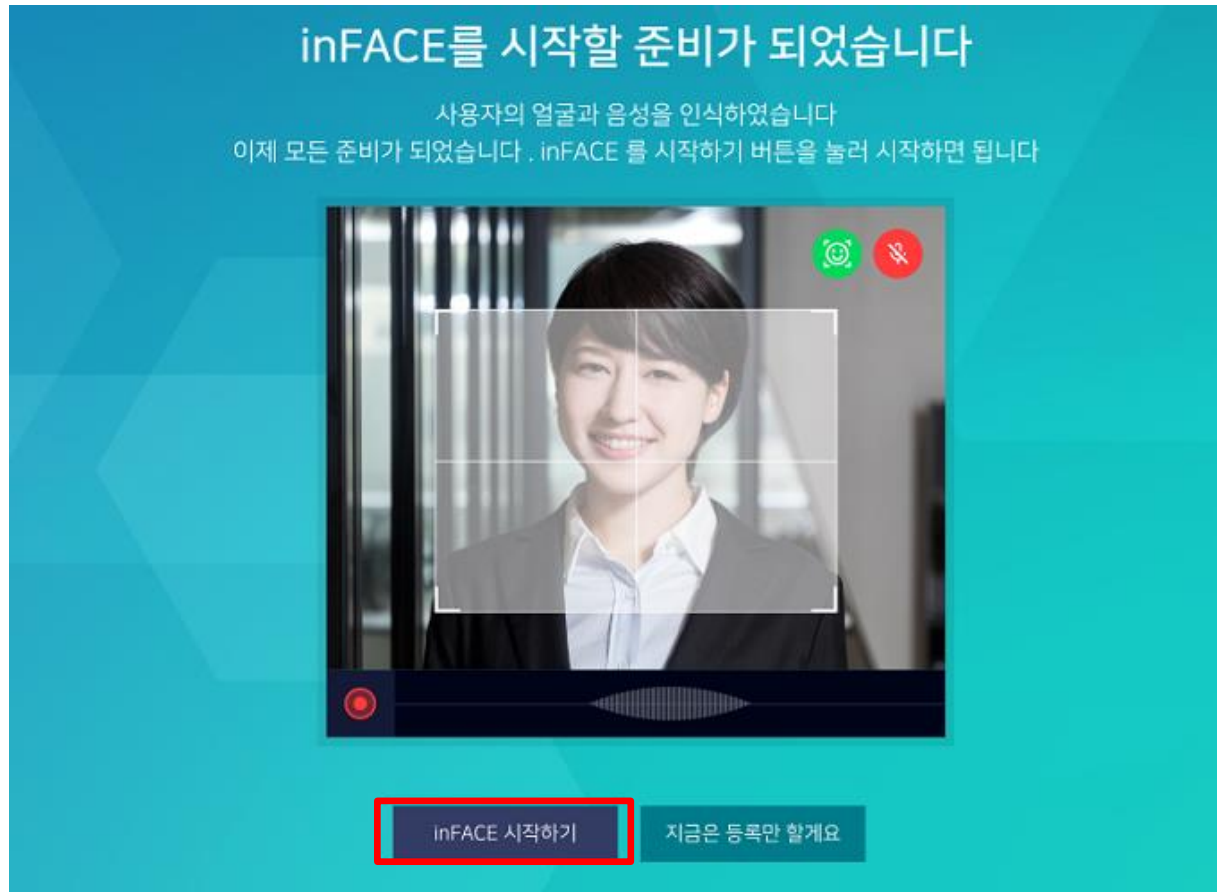 inFACE를 시작할 준비가 되었습니다
사용자의 얼굴과 음성을 인식하였습니다
이제 모든 준비가 되었습니다 . inFACE 를 시작하기 버튼을 눌러 시작하면 됩니다
inFACE 시작하기
지금은 등록만 할게요